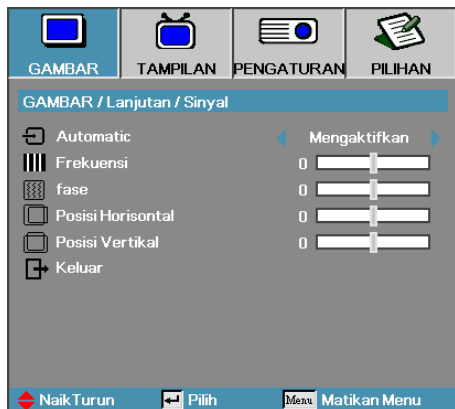 GAMBAR TAMPILAN PENGATURAN PILIHAN
GAMBAR / Lanjutan / Sinyal
Automatic Mengaktifkan
Frekuensi 0
fase 0
Posisi Horisontal 0
Posisi Vertikal 0
Keluar
NaikTurun Pilih Menu Matikan Menu